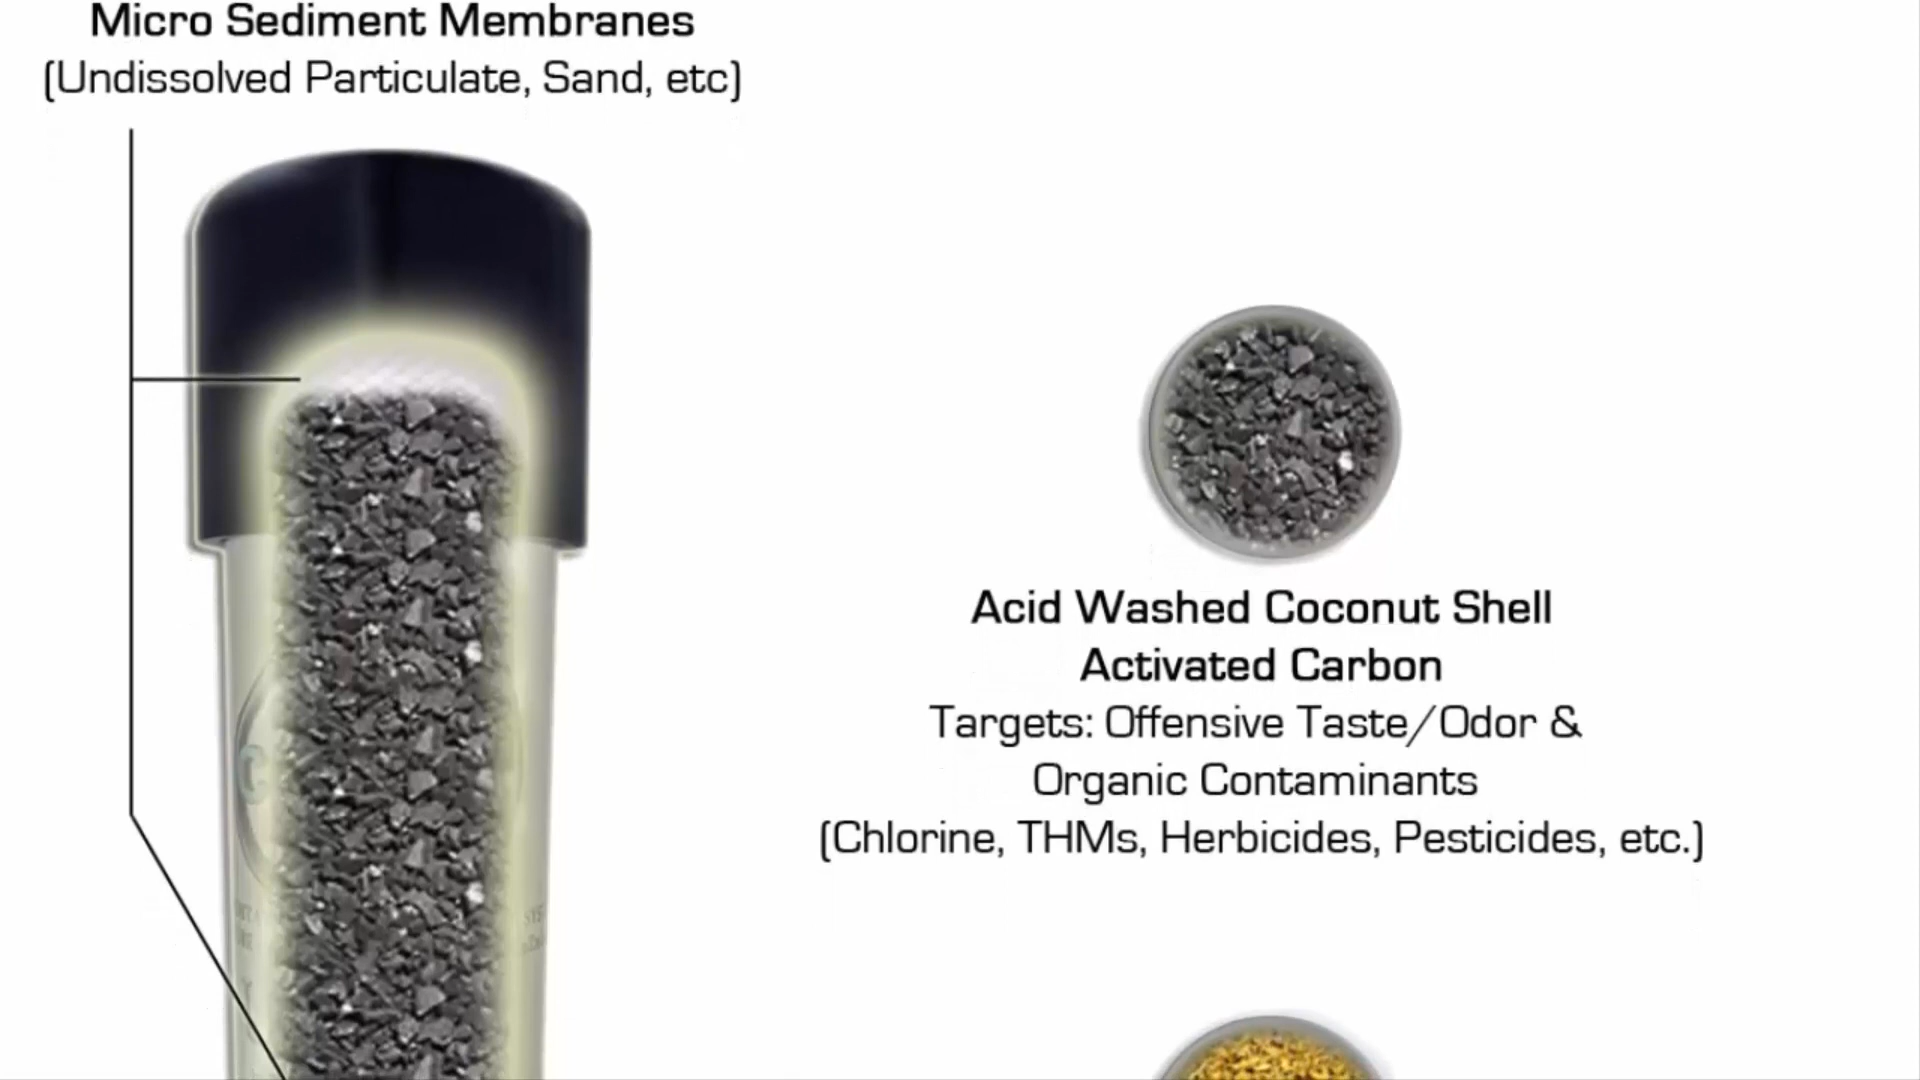 Micro Sediment Membranes
(Undissolved Particulate, Sand, etc)
Acid Washed Coconut Shell
Activated Carbon
Targets: Offensive Taste/Odor &
Organic Contaminants
(Chlorine, THMs, Herbicides, Pesticides, etc.)